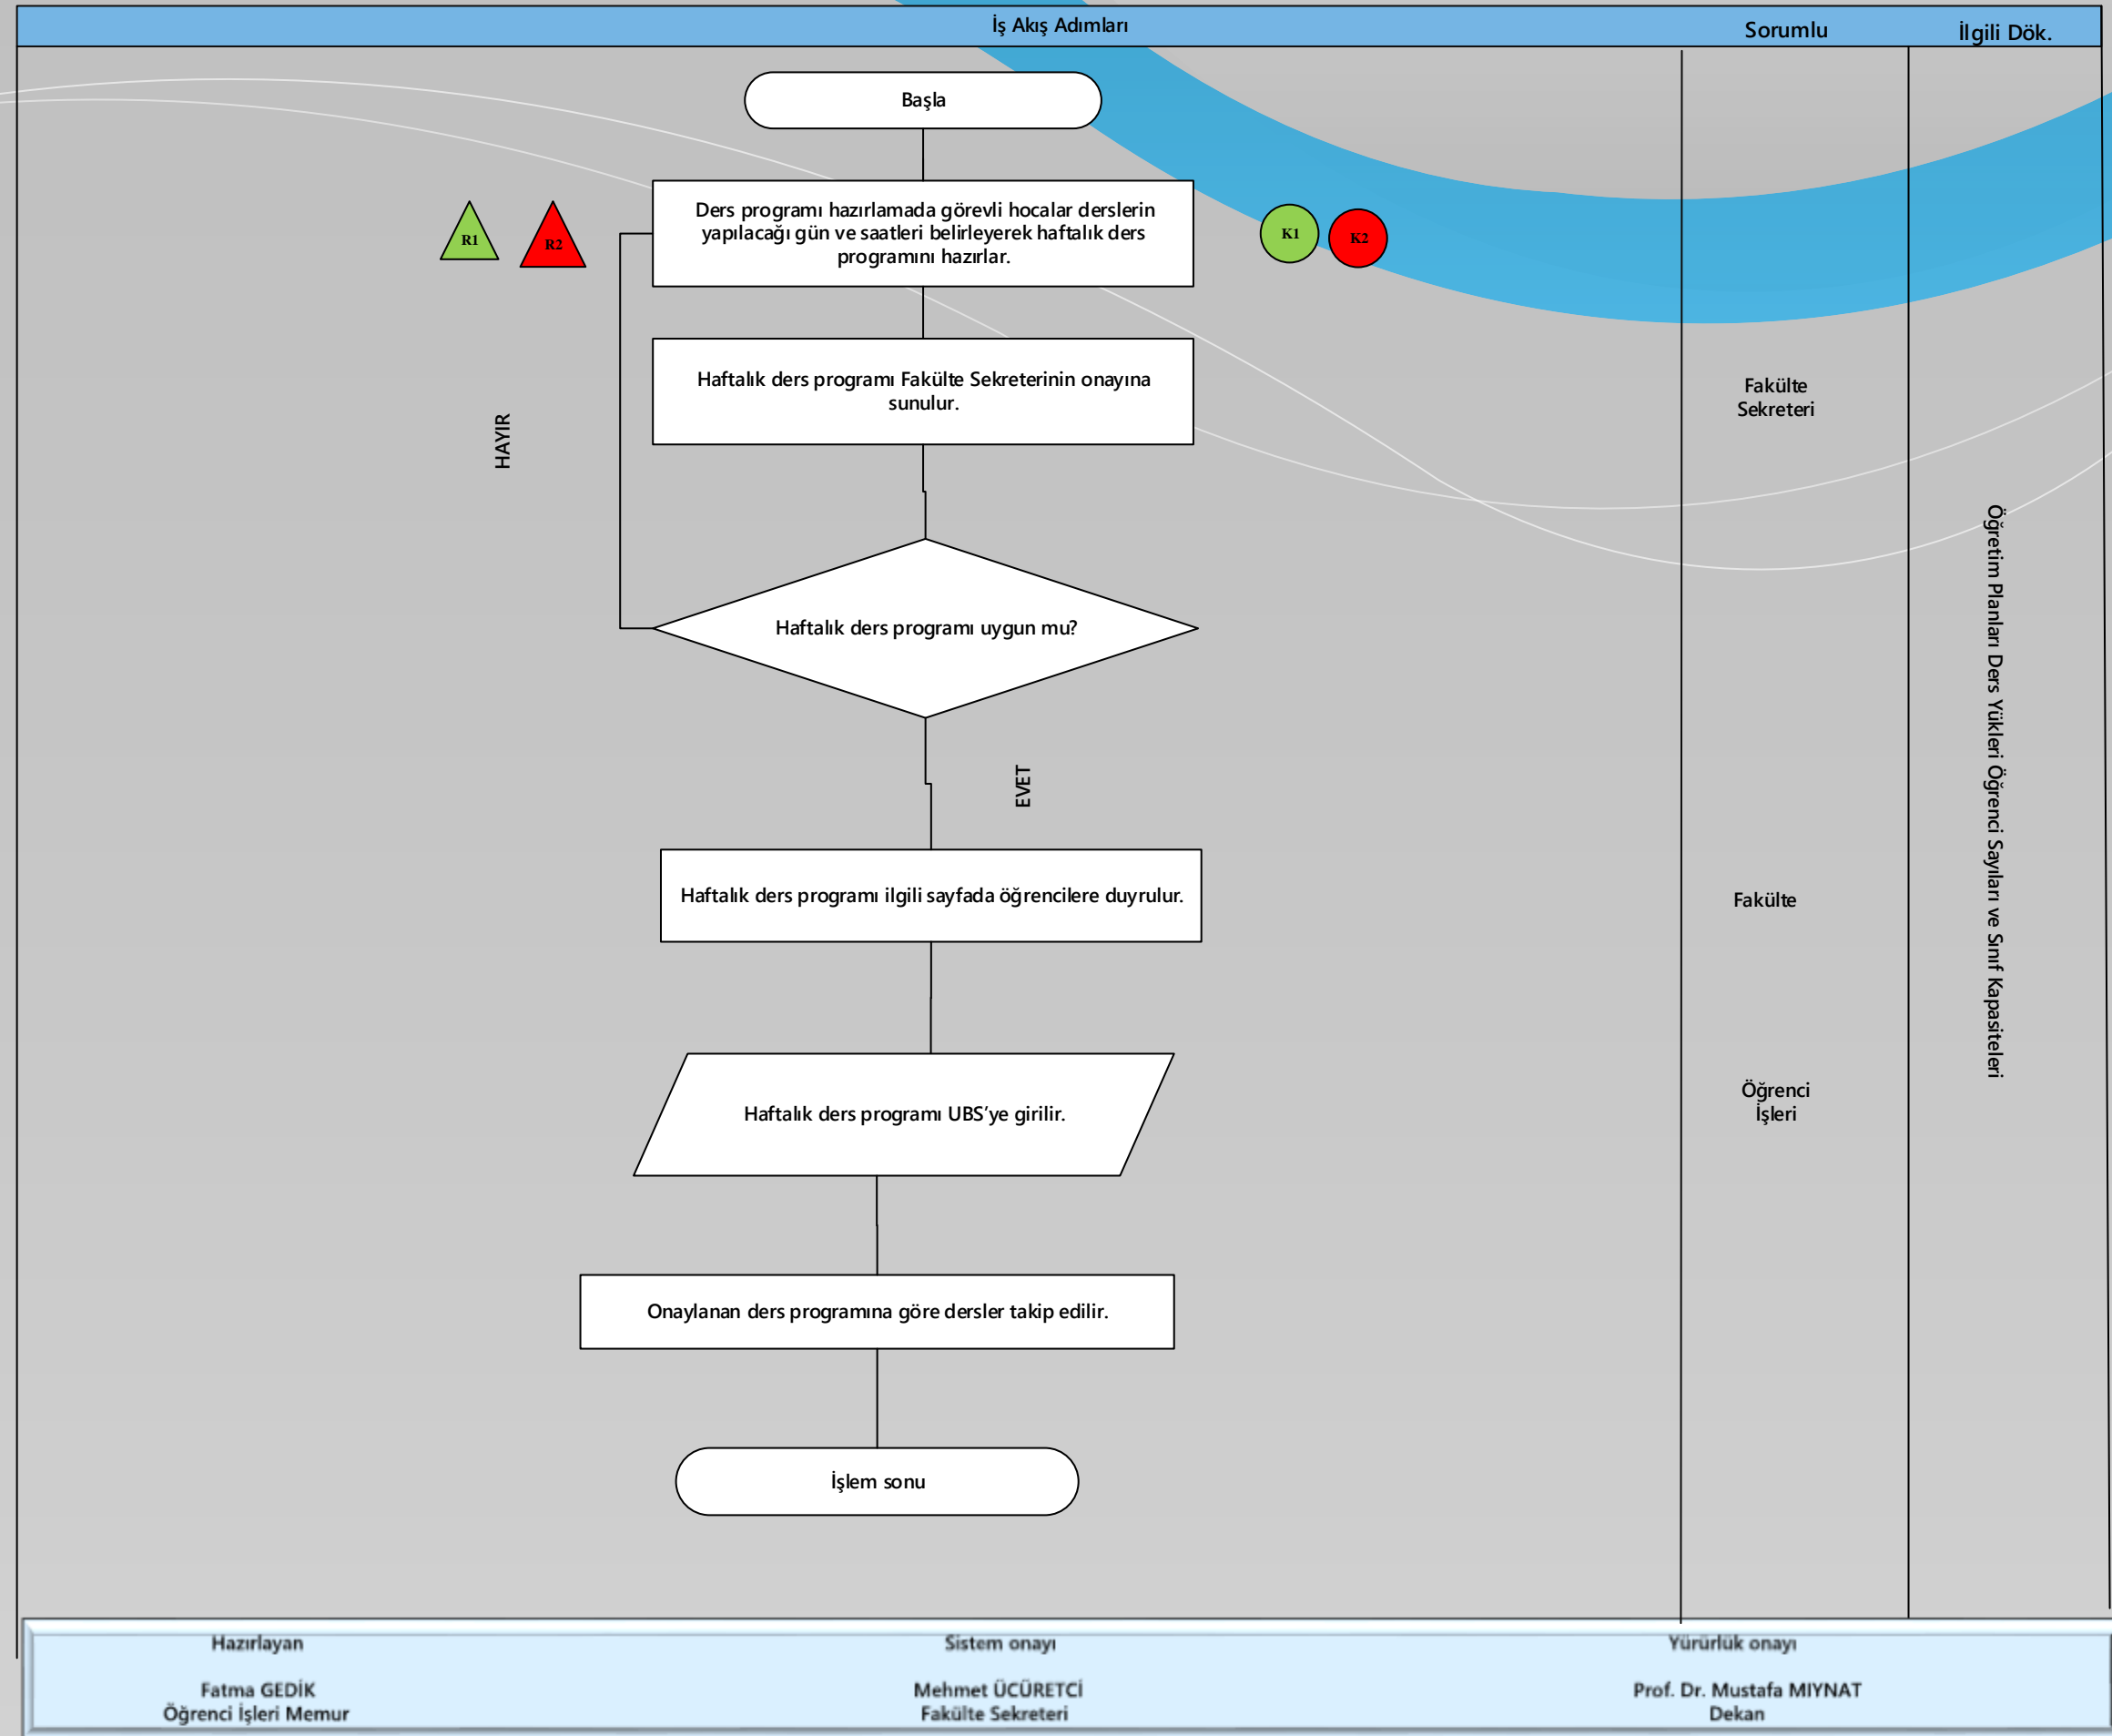 İş Akış Adımları
Sorumlu
İlgili Dök.
Başla
R1
R2
Ders programı hazırlamada görevli hocalar derslerin
yapılacağı gün ve saatleri belirleyerek haftalık ders
programını hazırlar.
K1
K2
Haftalık ders programı Fakülte Sekreterinin onayına
sunulur.
Fakülte
Sekreteri
HAYIR
Haftalık ders programı uygun mu?
Öğretim Planları Ders Yükleri Öğrenci Sayıları ve Sınıf Kapasiteleri
EVET
Haftalık ders programı ilgili sayfada öğrencilere duyrulur.
Fakülte
Haftalık ders programı UBS’ye girilir.
Öğrenci
İşleri
Onaylanan ders programına göre dersler takip edilir.
İşlem sonu
Hazırlayan
Fatma GEDİK
Öğrenci İşleri Memur
Sistem onayı
Mehmet ÜCÜRETCİ
Fakülte Sekreteri
Yürürlük onayı
Prof. Dr. Mustafa MIYNAT
Dekan